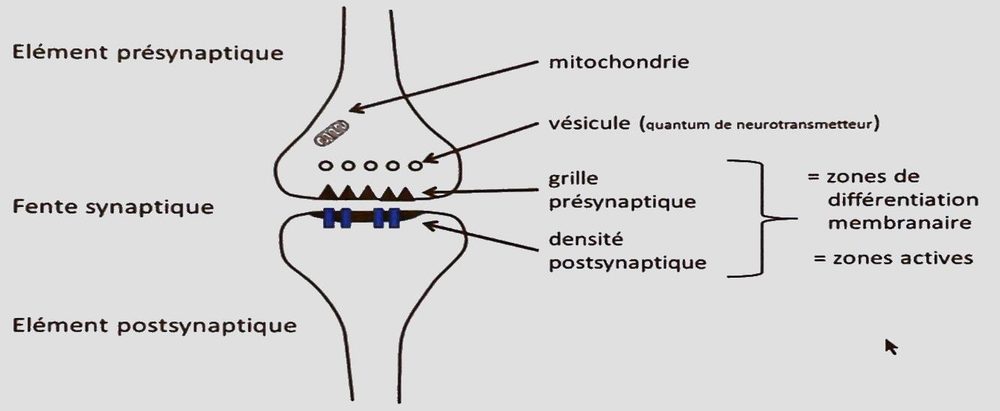 Elément présynaptique
mitochondrie
vésicule (quantum de neurotransmetteur)
grille
présynaptique
= zones de
différentiation
membranaire
Fente synaptique
densité
postsynaptique
= zones actives
Elément postsynaptique